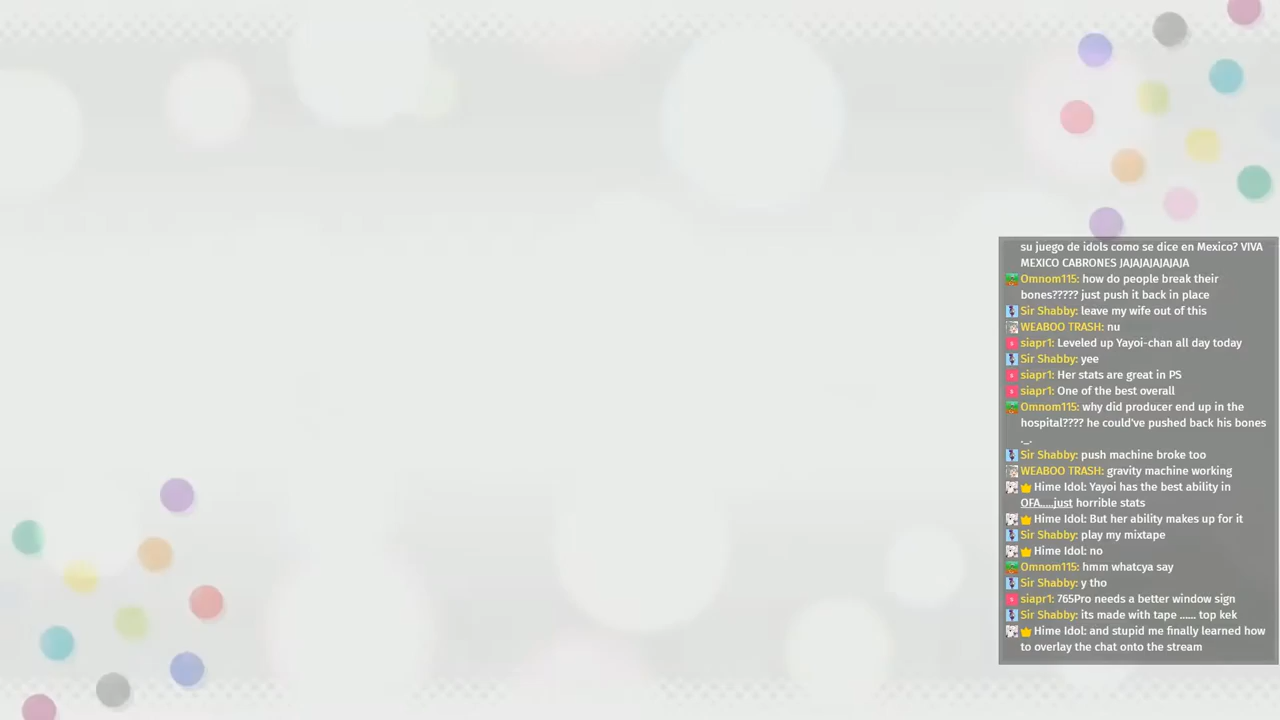 su juego de idols como se dice en Mexico? VIVA
MEXICO CABRONES JAJAJAJAJAJA
Omnom115: how do people break their
bones????? just push it back in place
Sir Shabby: leave my wife out of this
WEABOO TRASH: nu
siapr1: Leveled up Yayoi-chan all day today
Sir Shabby: yee
siapr1: Her stats are great in PS
siapr1: One of the best overall
Omnom115: why did producer end up in the
hospital???? he could've pushed back his bones
._.
Sir Shabby: push machine broke too
WEABOO TRASH: gravity machine working
Hime Idol: Yayoi has the best ability in
OFA.....just horrible stats
Hime Idol: But her ability makes up for it
Sir Shabby: play my mixtape
Hime Idol: no
Omnom115: hmm whatcya say
Sir Shabby: y tho
siapr1: 765Pro needs a better window sign
Sir Shabby: its made with tape ...... top kek
Hime Idol: and stupid me finally learned how
to overlay the chat onto the stream